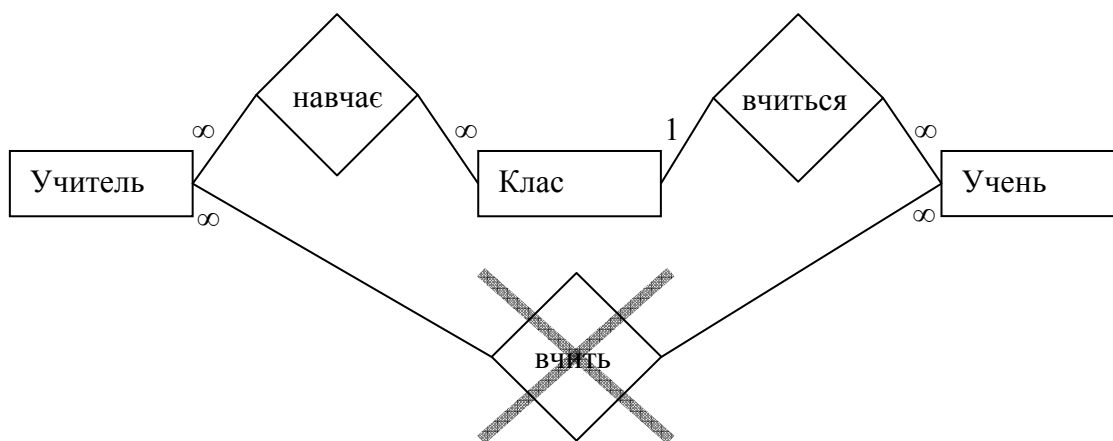 навчає
вчиться
∞ ∞ 1 ∞
Учитель
Клас
Учень
∞ ∞
вчить